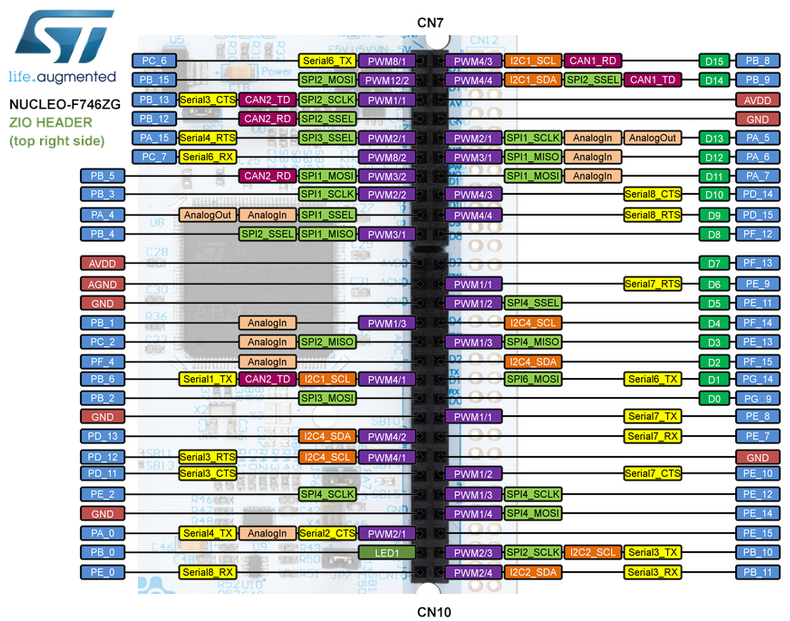 CN7
life.augmented
NUCLEO-F746ZG
ZIO HEADER
(top right side)
PC_6 Serial6_TX PWM8/1 PWM4/3 I2C1_SCL CAN1_RD D15 PB_8
PB_15 SPI2_MOSI PWM12/2 PWM4/4 I2C1_SDA SPI2_SSEL CAN1_TD D14 PB_9
PB_13 Serial3_CTS CAN2_TD SPI2_SCLK PWM1/1 AVDD
PB_12 CAN2_RD SPI2_SSEL GND
PA_15 Serial4_RTS SPI3_SSEL PWM2/1 PWM2/1 SPI1_SCLK AnalogIn AnalogOut D13 PA_5
PC_7 Serial6_RX PWM8/2 PWM3/1 SPI1_MISO AnalogIn D12 PA_6
PB_5 CAN2_RD SPI1_MOSI PWM3/2 SPI1_MOSI AnalogIn D11 PA_7
PB_3 SPI1_SCLK PWM2/2 PWM4/3 Serial8_CTS D10 PD_14
PA_4 AnalogOut AnalogIn SPI1_SSEL PWM4/4 Serial8_RTS D9 PD_15
PB_4 SPI2_SSEL SPI1_MISO PWM3/1 D8 PF_12
AVDD D7 PF_13
AGND PWM1/1 Serial7_RTS D6 PE_9
GND PWM1/2 SPI4_SSEL D5 PE_11
PB_1 AnalogIn PWM1/3 I2C4_SCL D4 PF_14
PC_2 AnalogIn SPI2_MISO PWM1/3 SPI4_MISO D3 PE_13
PF_4 AnalogIn I2C4_SDA D2 PF_15
PB_6 Serial1_TX CAN2_TD I2C1_SCL PWM4/1 SPI6_MOSI Serial6_TX D1 PG_14
PB_2 SPI3_MOSI D0 PG_9
GND PWM1/1 Serial7_TX PE_8
PD_13 I2C4_SDA PWM4/2 Serial7_RX PE_7
PD_12 Serial3_RTS I2C4_SCL PWM4/1 GND
PD_11 Serial3_CTS PWM1/2 Serial7_CTS PE_10
PE_2 SPI4_SCLK PWM1/3 SPI4_SCLK PE_12
GND PWM1/4 SPI4_MOSI PE_14
PA_0 Serial4_TX AnalogIn Serial2_CTS PWM2/1 PE_15
PB_0 LED1 PWM2/3 SPI2_SCLK I2C2_SCL Serial3_TX PB_10
PE_0 Serial8_RX PWM2/4 I2C2_SDA Serial3_RX PB_11
CN10